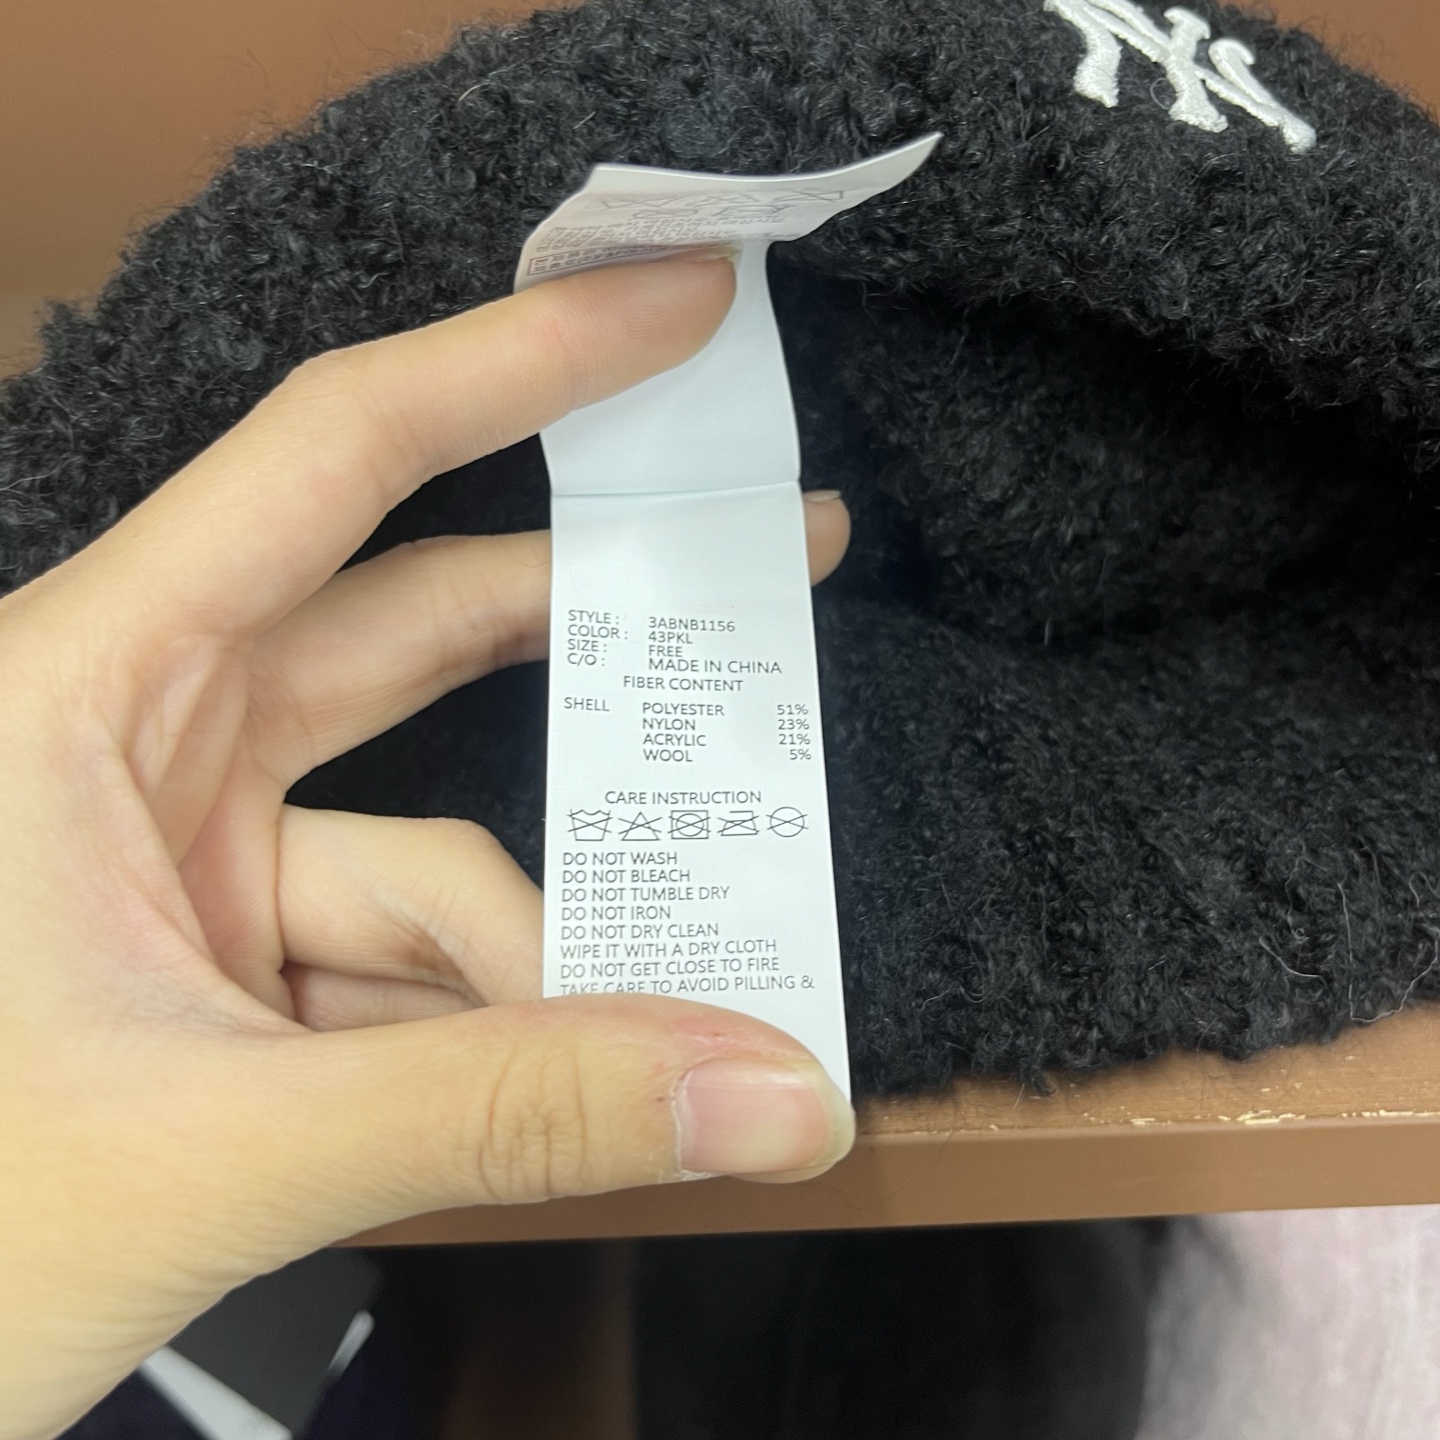 NY
STYLE : 3ABNB1156
COLOR : 43PKL
SIZE : FREE
C/O : MADE IN CHINA
FIBER CONTENT
SHELL POLYESTER 51%
NYLON 23%
ACRYLIC 21%
WOOL 5%
CARE INSTRUCTION
DO NOT WASH
DO NOT BLEACH
DO NOT TUMBLE DRY
DO NOT IRON
DO NOT DRY CLEAN
WIPE IT WITH A DRY CLOTH
DO NOT GET CLOSE TO FIRE
TAKE CARE TO AVOID PILLING &